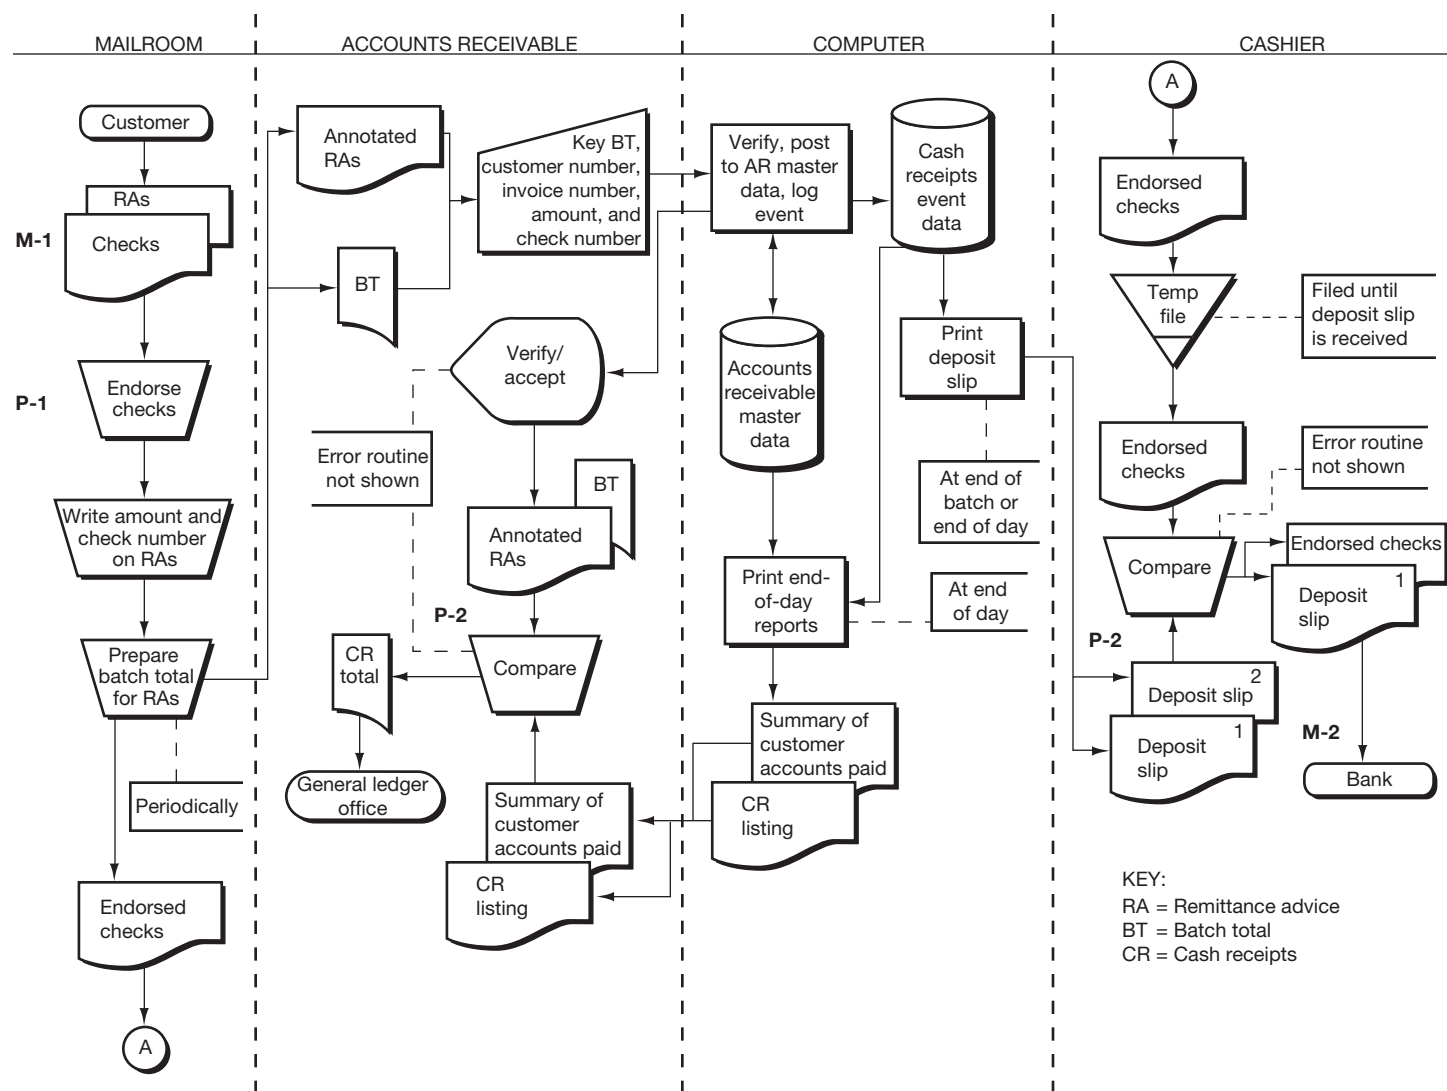 MAILROOM
ACCOUNTS RECEIVABLE
COMPUTER
CASHIER
Customer
RAs
M-1
Checks
P-1
Endorse
checks
Write amount and
check number
on RAs
Prepare
batch total
for RAs
Periodically
Endorsed
checks
A
Annotated
RAs
BT
Key BT,
customer number,
invoice number,
amount, and
check number
Verify/
accept
Error routine
not shown
BT
Annotated
RAs
P-2
Compare
CR
total
General ledger
office
Summary of
customer
accounts paid
CR
listing
Verify, post
to AR master
data, log
event
Cash
receipts
event
data
Accounts
receivable
master
data
Print
deposit
slip
At end of
batch or
end of day
Print end-
of-day
reports
At end
of day
Summary of
customer
accounts paid
CR
listing
A
Endorsed
checks
Temp
file
Filed until
deposit slip
is received
Endorsed
checks
Error routine
not shown
Compare
Endorsed checks
1
Deposit
slip
P-2
2
Deposit slip
1
Deposit
slip
M-2
Bank
KEY:
RA = Remittance advice
BT = Batch total
CR = Cash receipts